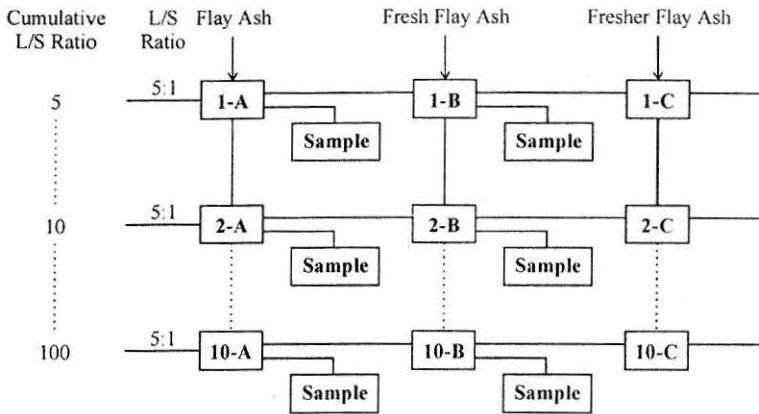 Cumulative
L/S Ratio
L/S
Ratio
Flay Ash
Fresh Flay Ash
Fresher Flay Ash
5
5:1
1-A
1-B
1-C
Sample
Sample
10
5:1
2-A
2-B
2-C
Sample
Sample
100
5:1
10-A
10-B
10-C
Sample
Sample